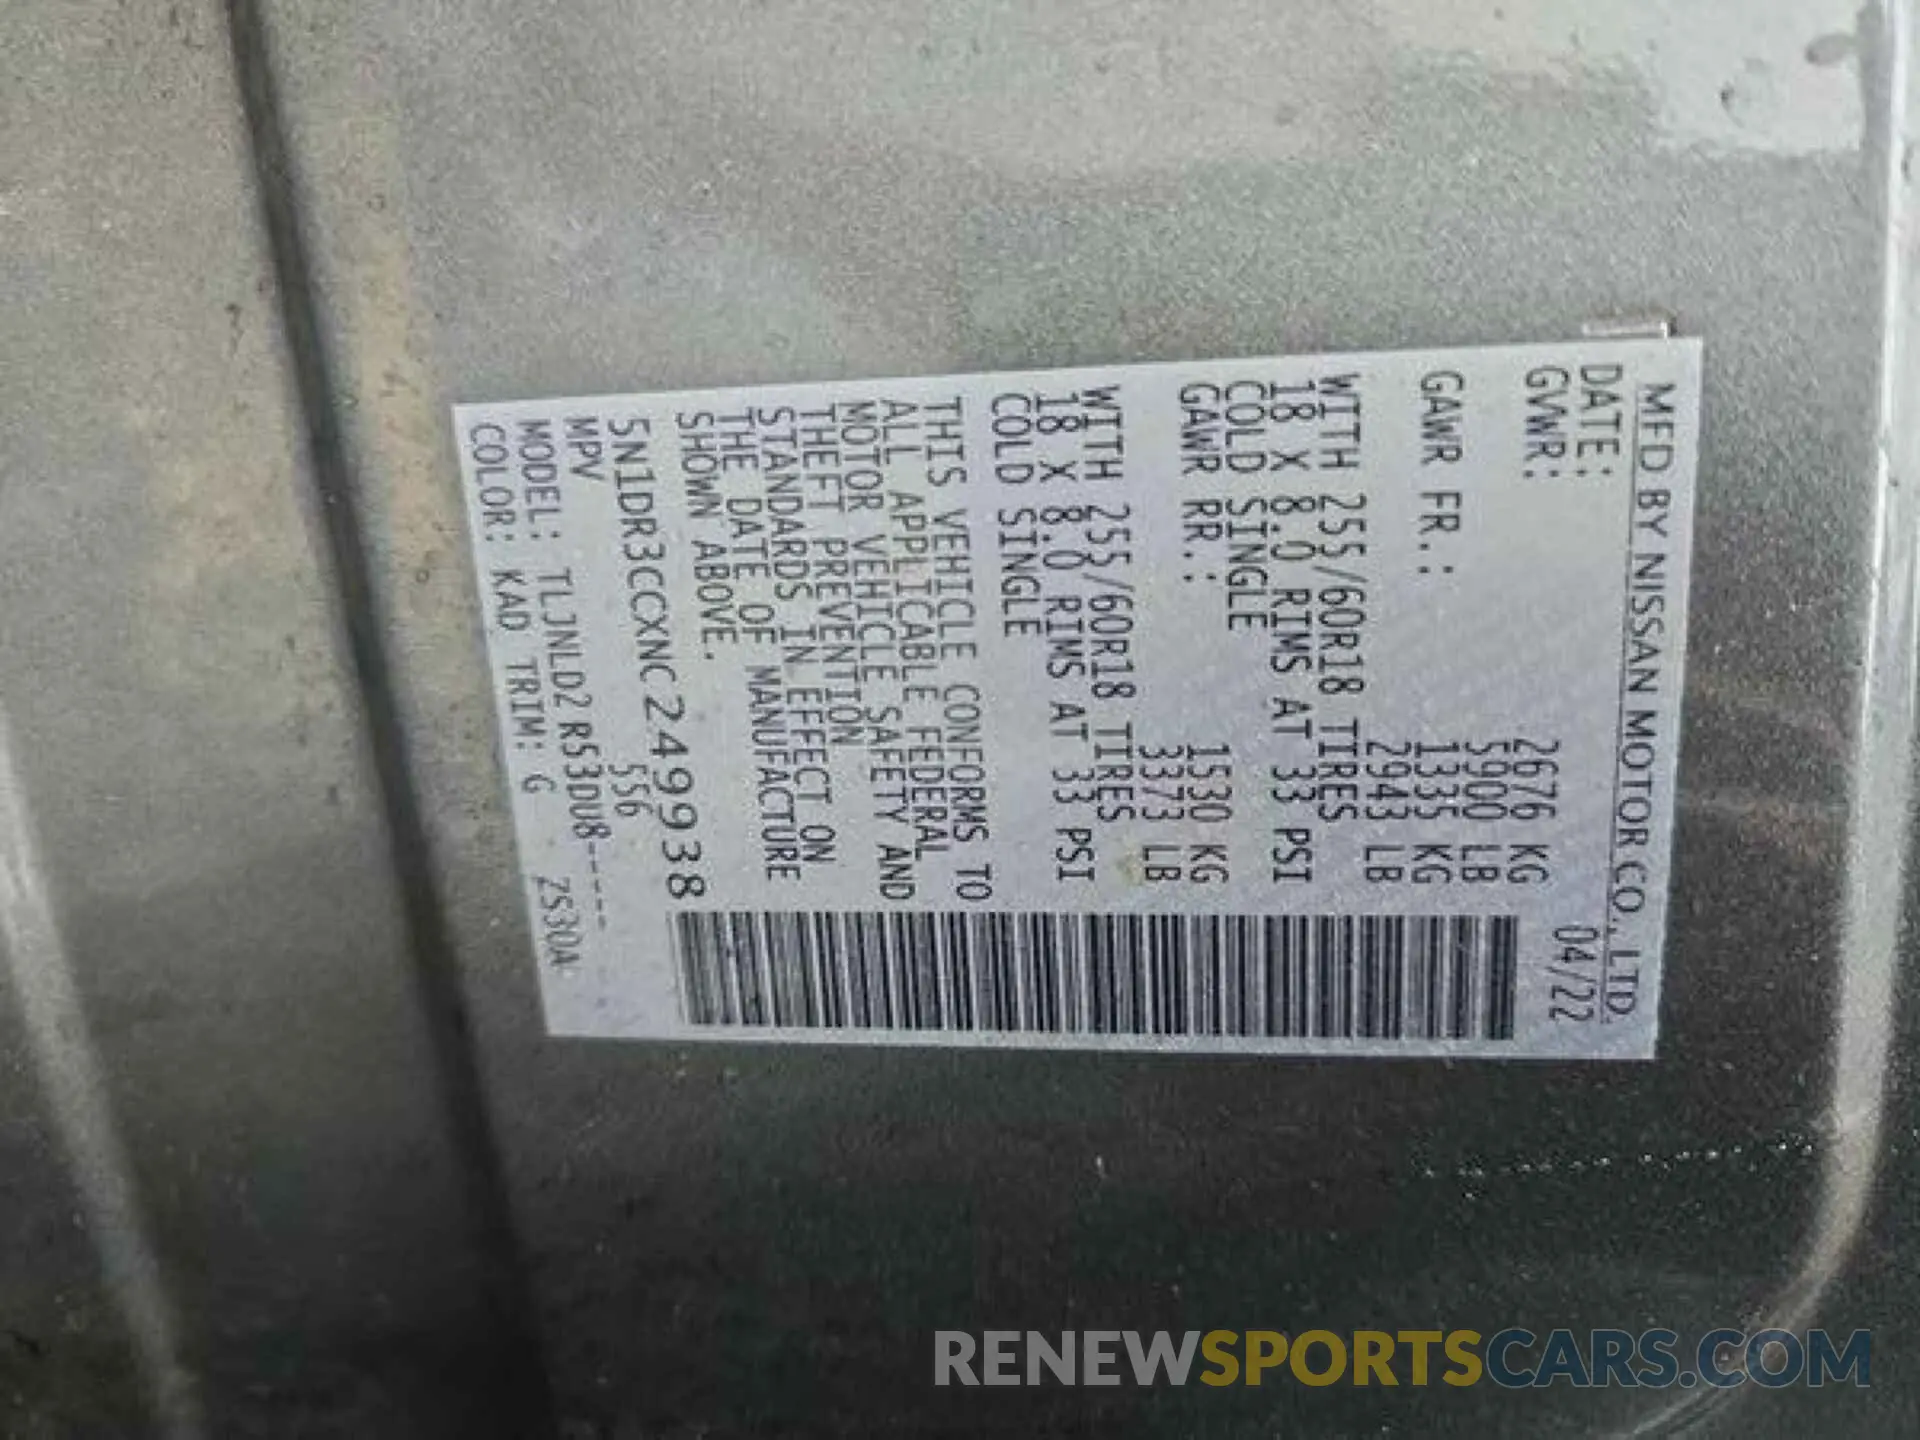 MFD BY NISSAN MOTOR CO., LTD.
DATE: 04/22
GVWR: 2676 KG
5900 LB
GAWR FR.: 1335 KG
2943 LB
WITH 255/60R18 TIRES
18 X 8.0 RIMS AT 33 PSI
COLD SINGLE
GAWR RR.: 1530 KG
3373 LB
WITH 255/60R18 TIRES
18 X 8.0 RIMS AT 33 PSI
COLD SINGLE
THIS VEHICLE CONFORMS TO
ALL APPLICABLE FEDERAL
MOTOR VEHICLE SAFETY AND
THEFT PREVENTION
STANDARDS IN EFFECT ON
THE DATE OF MANUFACTURE
SHOWN ABOVE.
5N1DR3CCXNC249938
MPV 556
MODEL: TLJNLD2 R53DU8-----
COLOR: KAD TRIM: G 2S30A
RENEWSPORTSCARS.COM